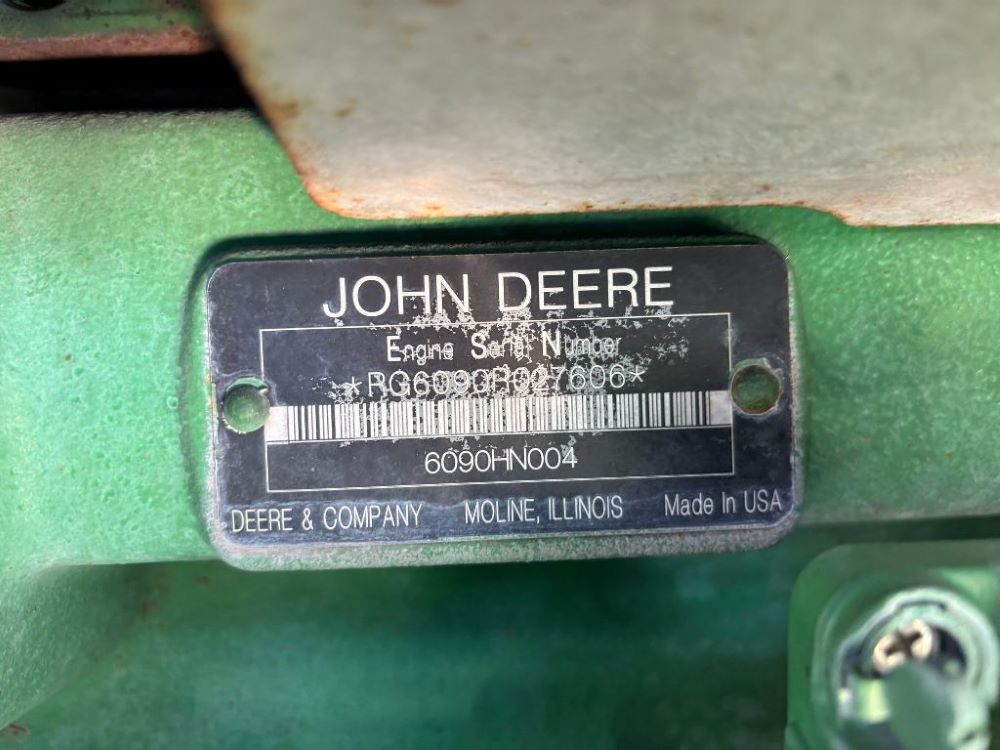 JOHN DEERE
Engine Serial Number
*RG6090R027606*
6090HN004
DEERE & COMPANY MOLINE, ILLINOIS Made In USA